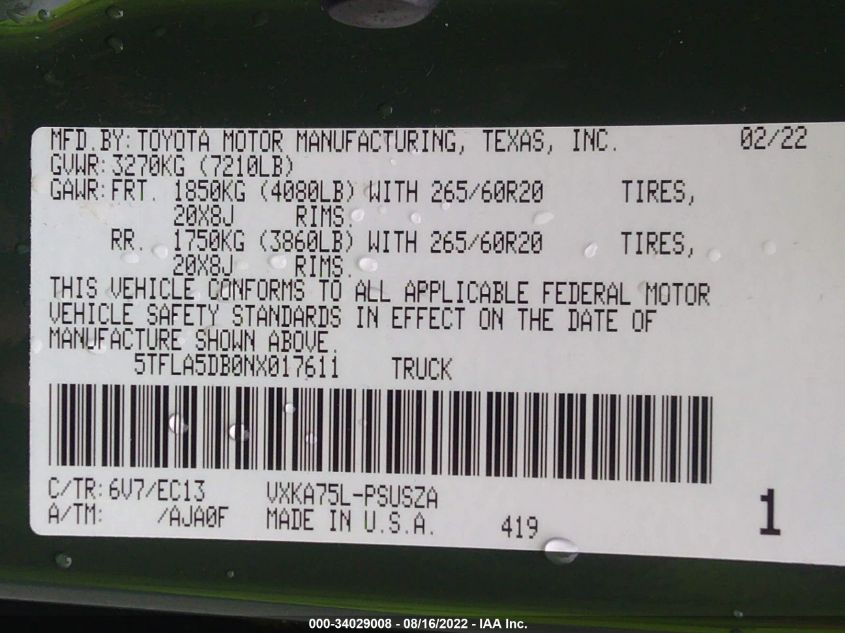 MFD.BY: TOYOTA MOTOR MANUFACTURING, TEXAS, INC. 02/22
GVWR: 3270KG (7210LB)
GAWR: FRT. 1850KG (4080LB) WITH 265/60R20 TIRES,
20X8J RIMS.
RR. 1750KG (3860LB) WITH 265/60R20 TIRES,
20X8J RIMS.
THIS VEHICLE CONFORMS TO ALL APPLICABLE FEDERAL MOTOR
VEHICLE SAFETY STANDARDS IN EFFECT ON THE DATE OF
MANUFACTURE SHOWN ABOVE.
5TFLA5DB0NX017611 TRUCK
C/TR: 6V7/EC13 VXKA75L-PSUSZA
A/TM: /AJA0F MADE IN U.S.A. 419 1
000-34029008 - 08/16/2022 - IAA Inc.